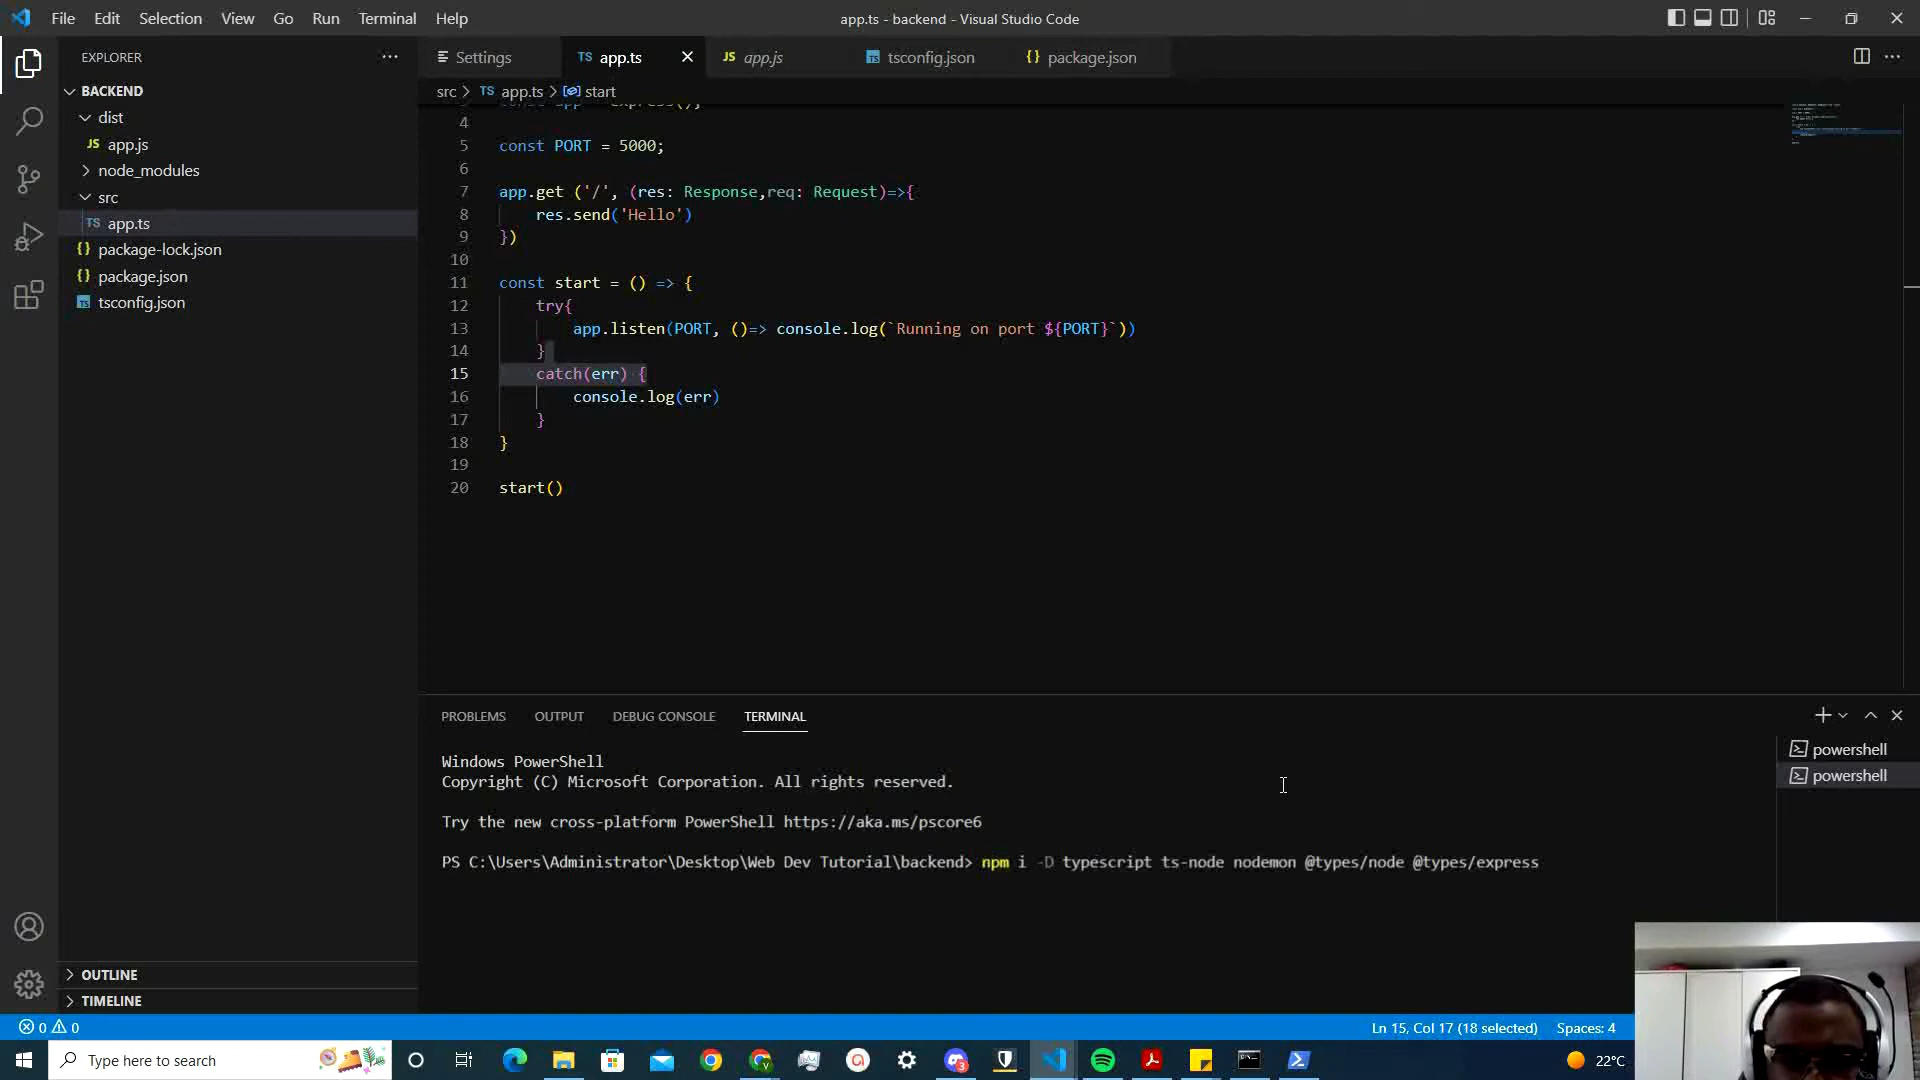 File Edit Selection View Go Run Terminal Help
app.ts - backend - Visual Studio Code
EXPLORER
BACKEND
dist
JS app.js
node_modules
src
TS app.ts
{} package-lock.json
{} package.json
TS tsconfig.json
OUTLINE
TIMELINE
Settings TS app.ts JS app.js TS tsconfig.json {} package.json
src > TS app.ts > start
4
5 const PORT = 5000;
6
7 app.get ('/', (res: Response,req: Request)=>{
8 res.send('Hello')
9 })
10
11 const start = () => {
12 try{
13 app.listen(PORT, ()=> console.log(`Running on port ${PORT}`))
14 }
15 catch(err) {
16 console.log(err)
17 }
18 }
19
20 start()
PROBLEMS OUTPUT DEBUG CONSOLE TERMINAL
powershell
powershell
Windows PowerShell
Copyright (C) Microsoft Corporation. All rights reserved.
Try the new cross-platform PowerShell https://aka.ms/pscore6
PS C:\Users\Administrator\Desktop\Web Dev Tutorial\backend> npm i -D typescript ts-node nodemon @types/node @types/express
0 0
Ln 15, Col 17 (18 selected) Spaces: 4
Type here to search
22°C